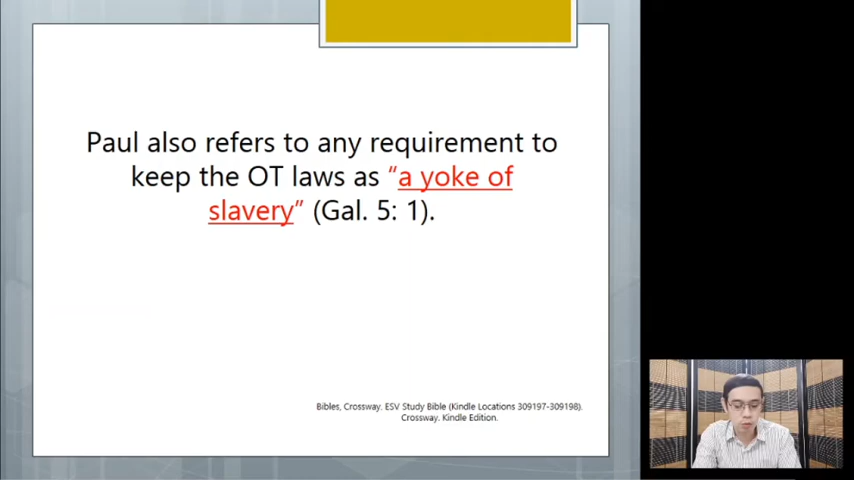 Paul also refers to any requirement to
keep the OT laws as “a yoke of
slavery” (Gal. 5: 1).
Bibles, Crossway. ESV Study Bible (Kindle Locations 309197-309198).
Crossway. Kindle Edition.